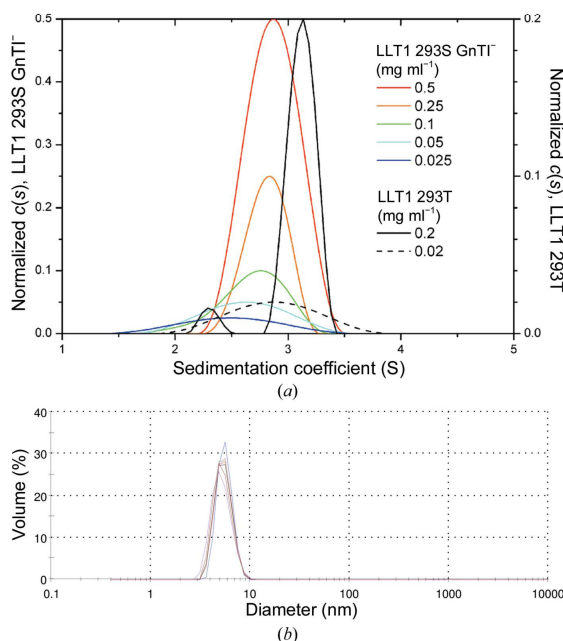 Normalized c(s), LLT1 293S GnTI⁻
0.5
0.4
0.3
0.2
0.1
0.0
LLT1 293S GnTI⁻
(mg ml⁻¹)
0.5
0.25
0.1
0.05
0.025
LLT1 293T
(mg ml⁻¹)
0.2
0.02
0.2
0.1
0.0
Normalized c(s), LLT1 293T
1 2 3 4 5
Sedimentation coefficient (S)
(a)
Volume (%)
40
30
20
10
0
0.1 1 10 100 1000 10000
Diameter (nm)
(b)